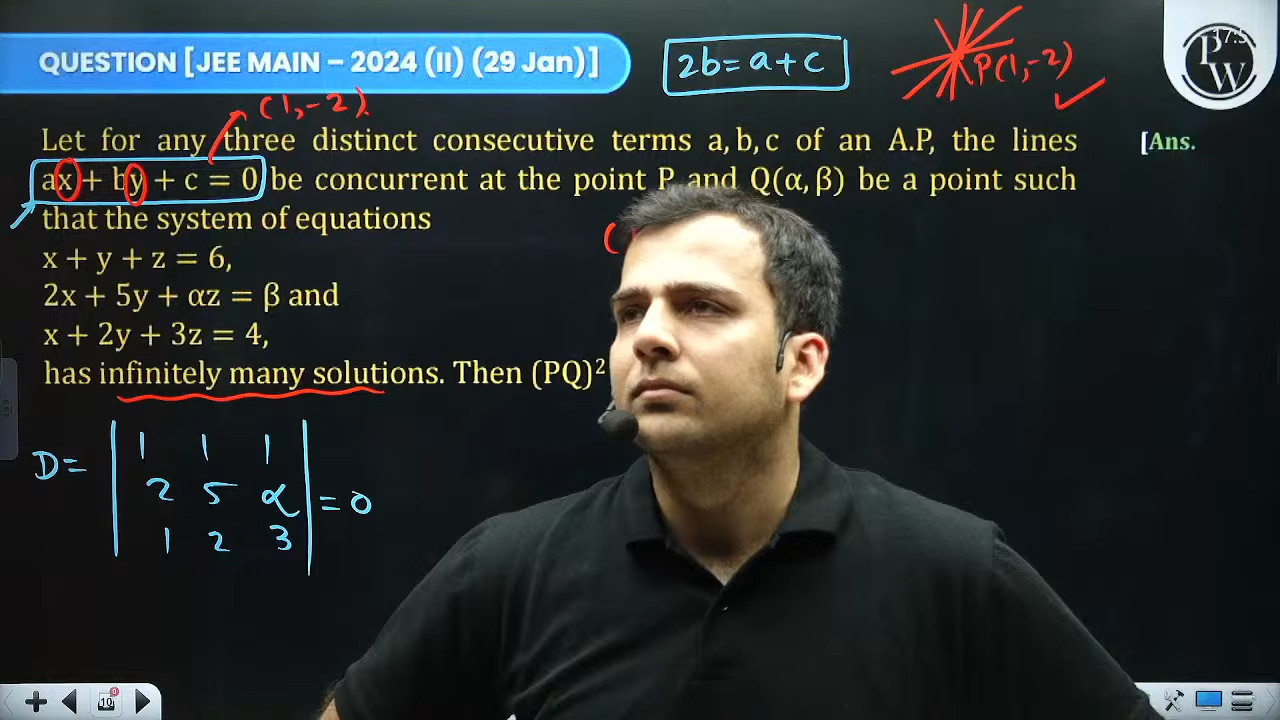 QUESTION [JEE MAIN – 2024 (II) (29 Jan)]
2b = a + c
P(1, -2)
PW
(1, -2)
Let for any three distinct consecutive terms a, b, c of an A.P, the lines
[Ans.
ax + by + c = 0 be concurrent at the point P and Q(α, β) be a point such
that the system of equations
(
x + y + z = 6,
2x + 5y + αz = β and
x + 2y + 3z = 4,
has infinitely many solutions. Then (PQ)²
D = | 1 1 1 |
| 2 5 α | = 0
| 1 2 3 |
10